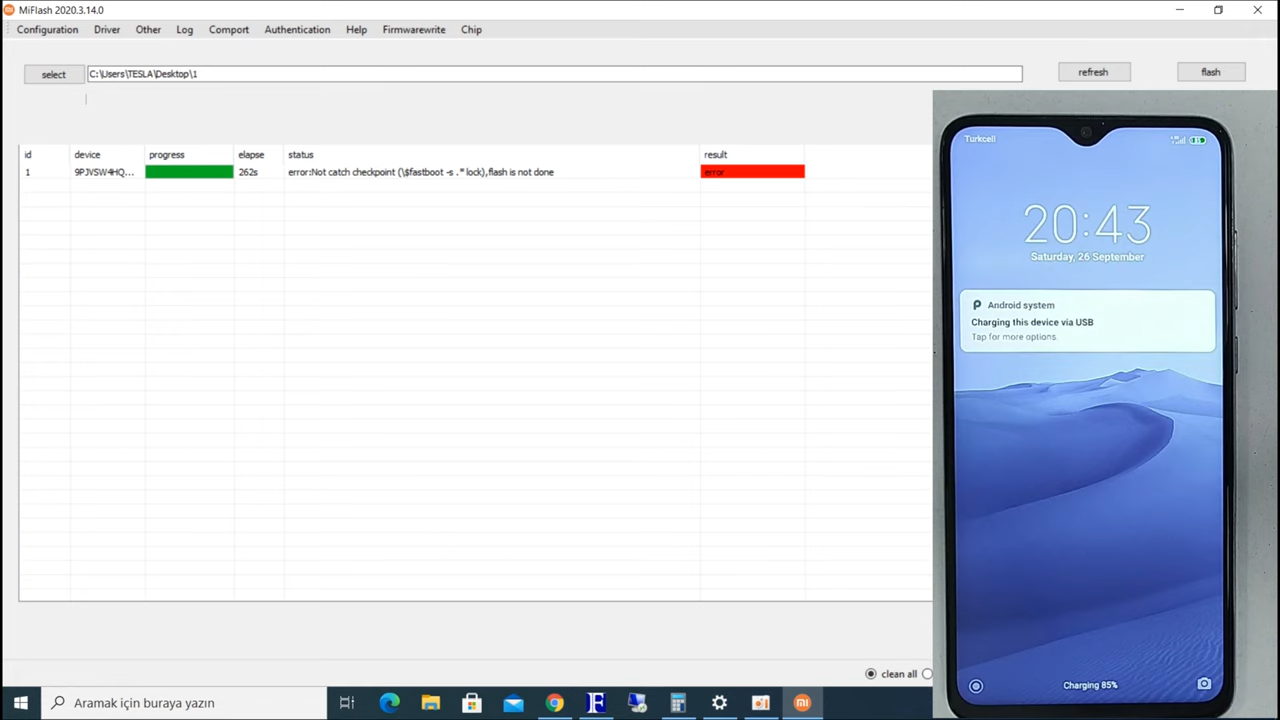 MiFlash 2020.3.14.0
Configuration Driver Other Log Comport Authentication Help Firmwarewrite Chip
select C:\Users\TESLA\Desktop\1 refresh flash
id device progress elapse status result
1 9PJVSW4HQ... 262s error:Not catch checkpoint (\$fastboot -s .* lock),flash is not done error
clean all
Aramak için buraya yazın
Turkcell
20:43
Saturday, 26 September
Android system
Charging this device via USB
Tap for more options.
Charging 85%